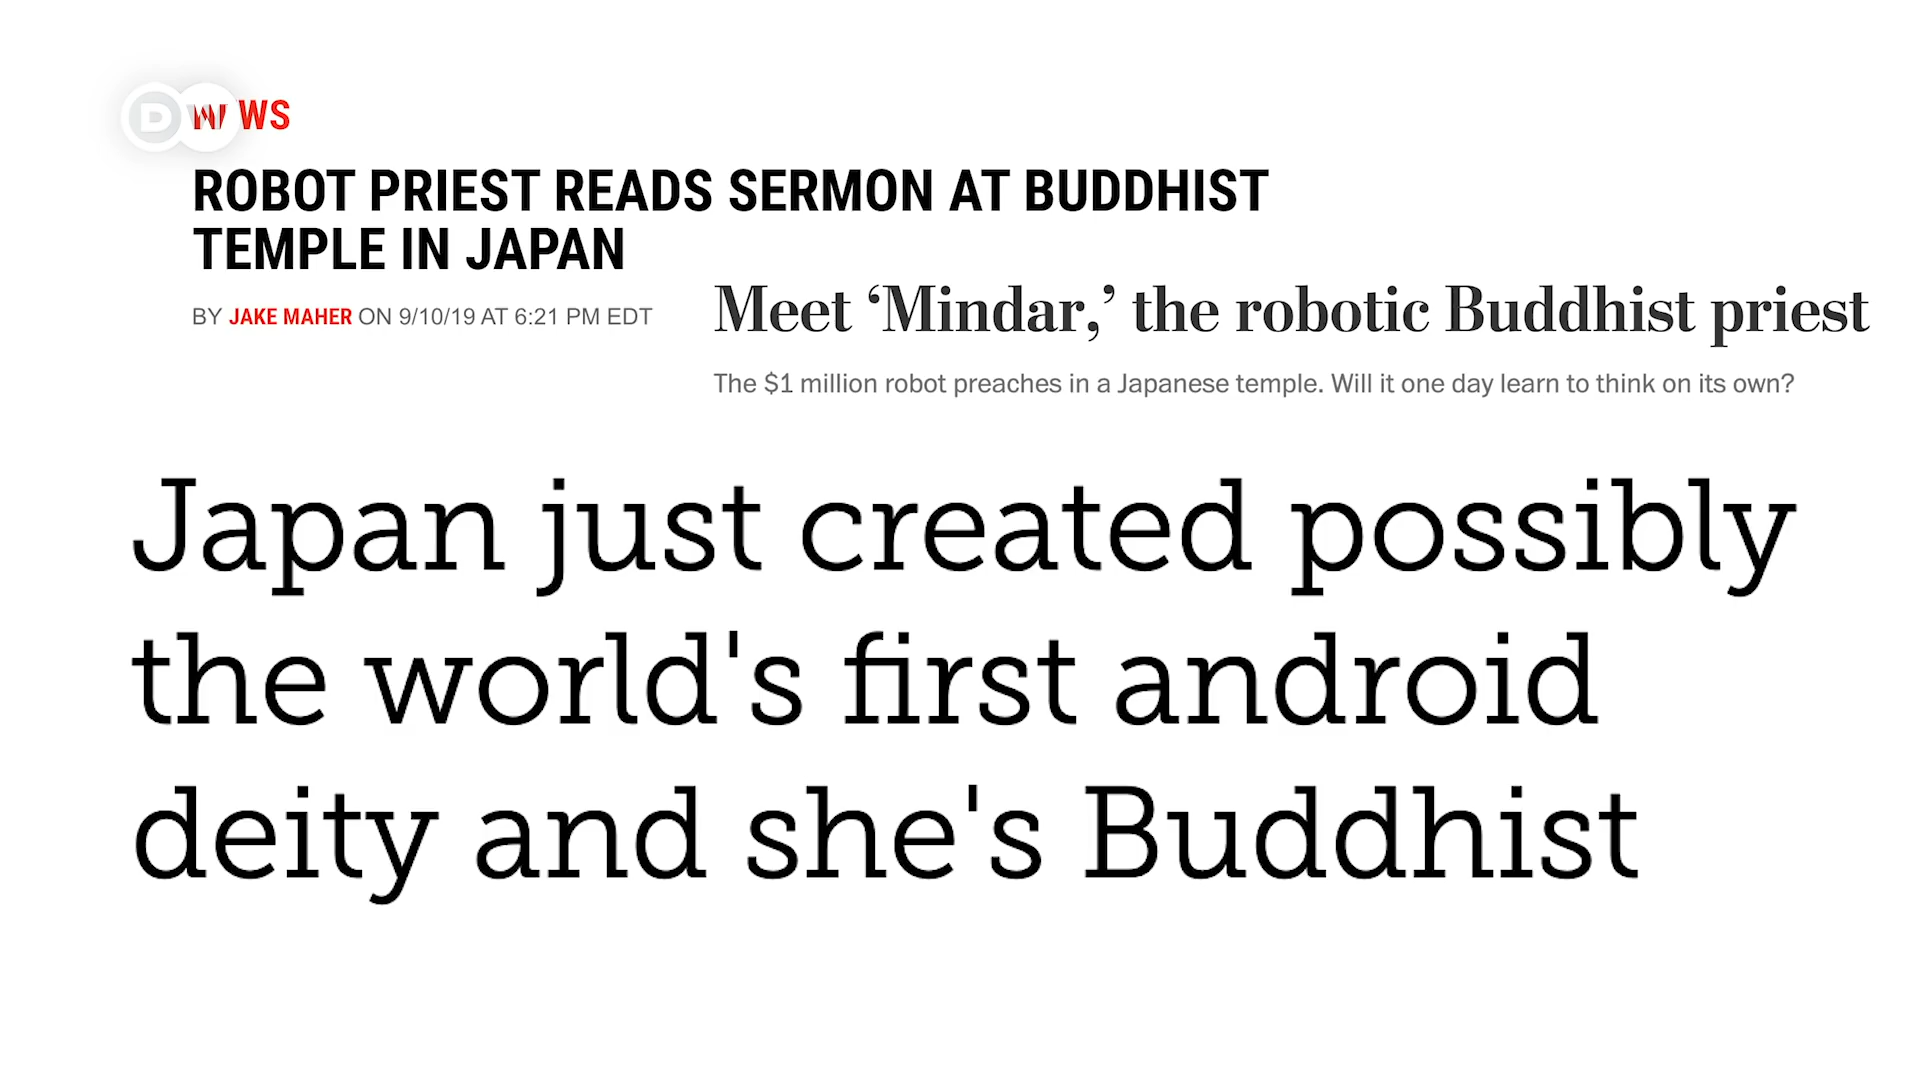 WS
ROBOT PRIEST READS SERMON AT BUDDHIST
TEMPLE IN JAPAN
BY JAKE MAHER ON 9/10/19 AT 6:21 PM EDT
Meet ‘Mindar,’ the robotic Buddhist priest
The $1 million robot preaches in a Japanese temple. Will it one day learn to think on its own?
Japan just created possibly
the world's first android
deity and she's Buddhist